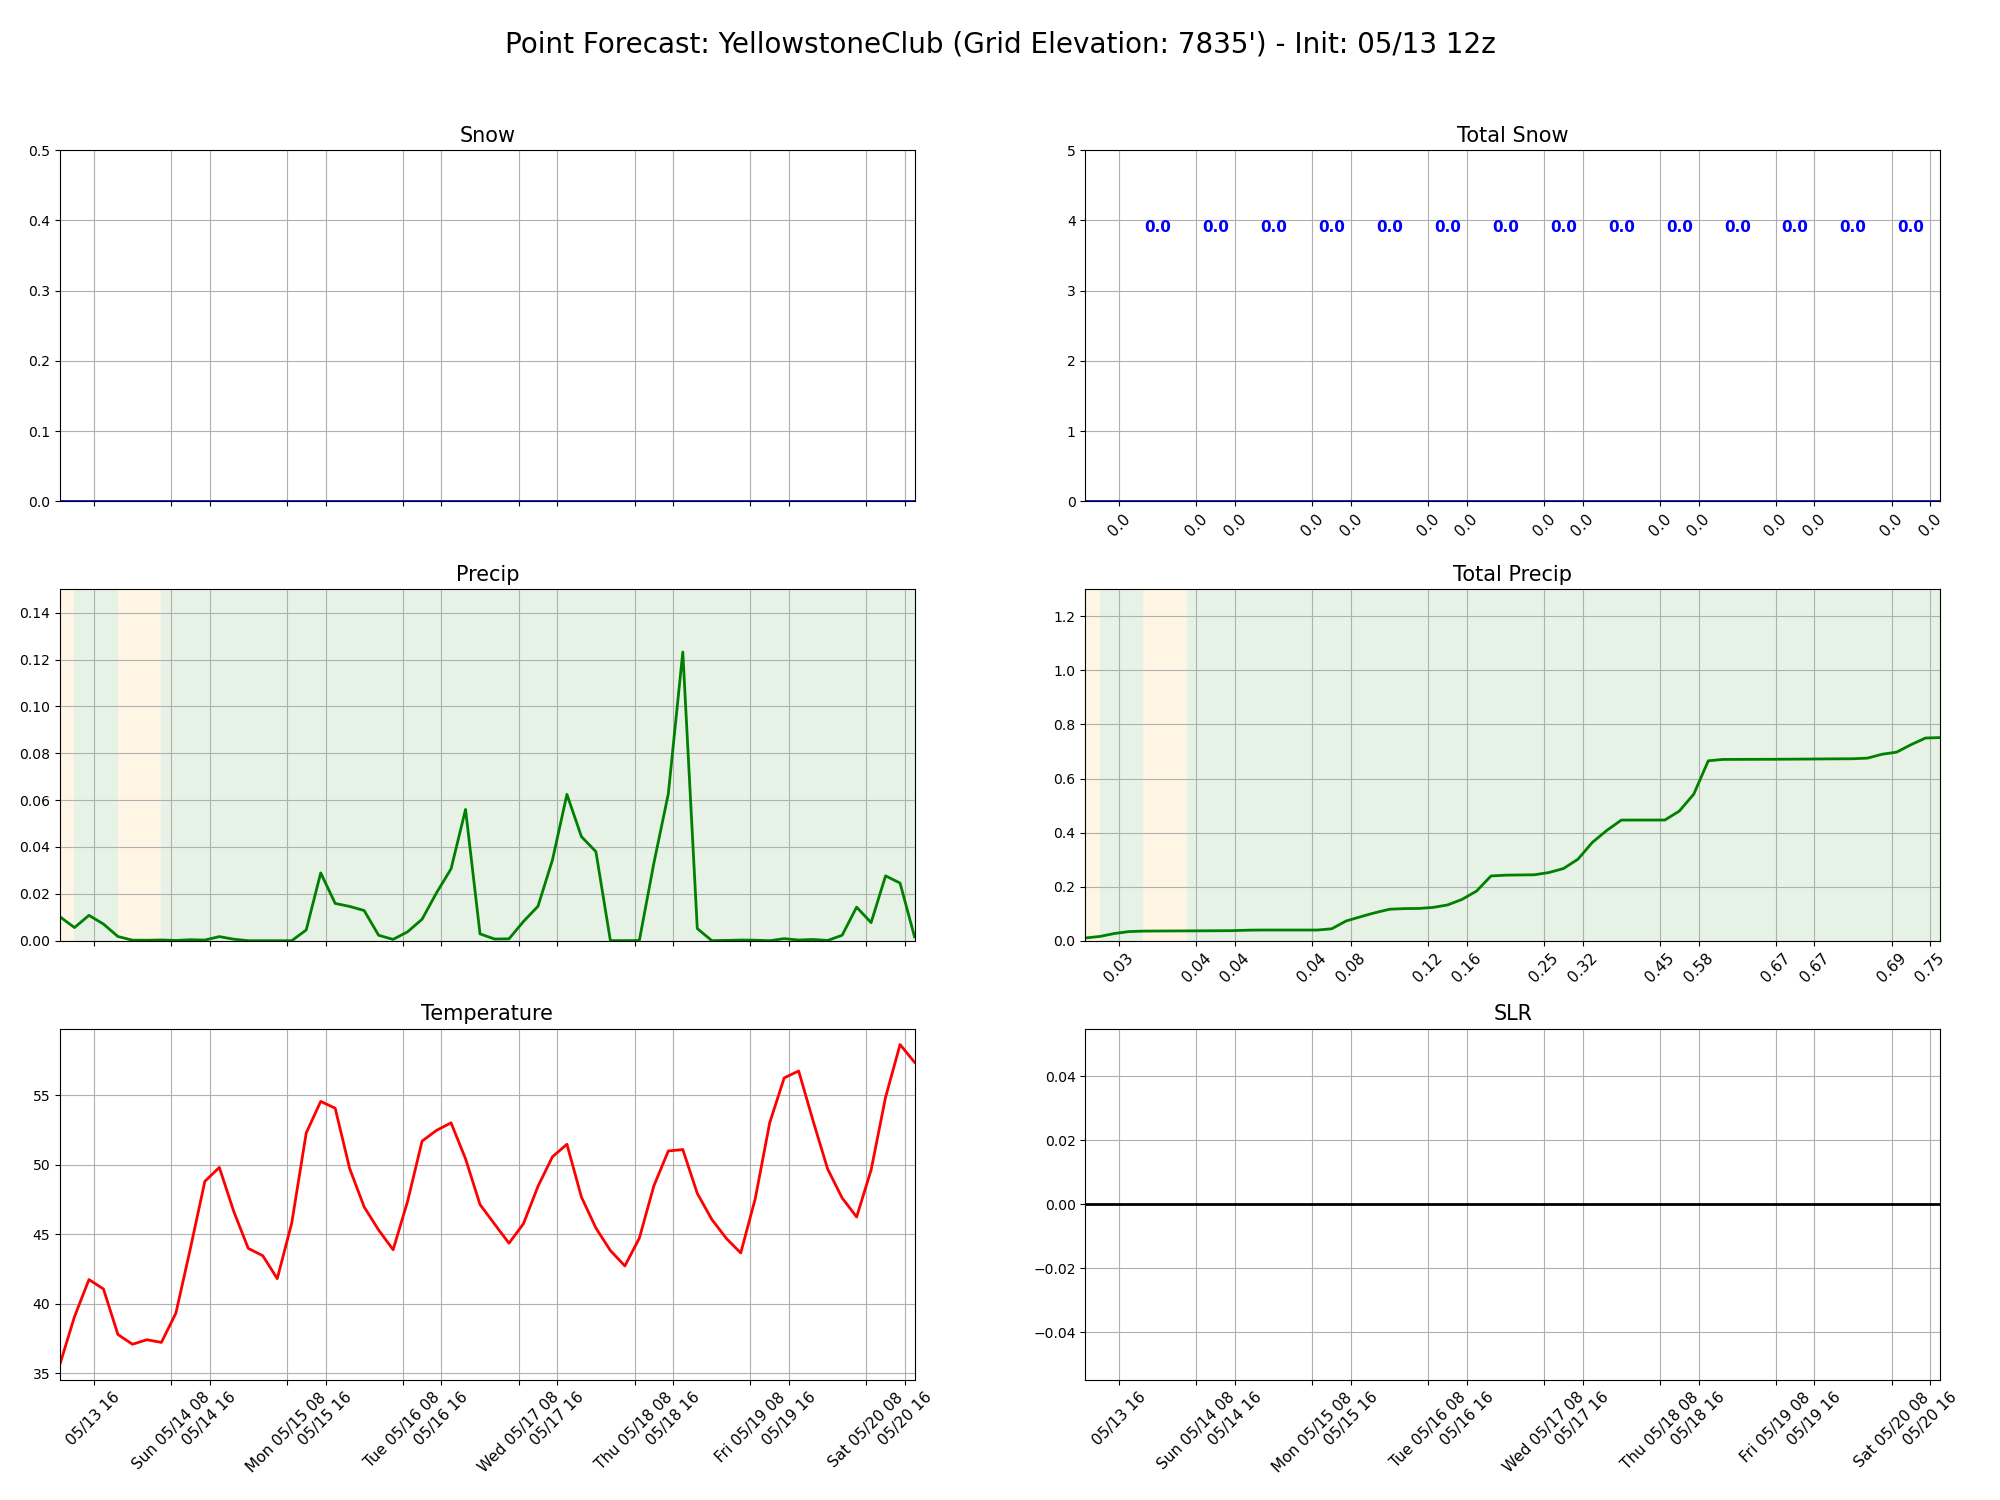 Point Forecast: YellowstoneClub (Grid Elevation: 7835') - Init: 05/13 12z
Snow
0.5
0.4
0.3
0.2
0.1
0.0
Total Snow
5
4
3
2
1
0
0.0 0.0 0.0 0.0 0.0 0.0 0.0 0.0 0.0 0.0 0.0 0.0 0.0 0.0
0.0 0.0 0.0 0.0 0.0 0.0 0.0 0.0 0.0 0.0 0.0 0.0 0.0 0.0 0.0
Precip
0.14
0.12
0.10
0.08
0.06
0.04
0.02
0.00
Total Precip
1.2
1.0
0.8
0.6
0.4
0.2
0.0
0.03 0.04 0.04 0.04 0.08 0.12 0.16 0.25 0.32 0.45 0.58 0.67 0.67 0.69 0.75
Temperature
55
50
45
40
35
05/13 16
Sun 05/14 08
05/14 16
Mon 05/15 08
05/15 16
Tue 05/16 08
05/16 16
Wed 05/17 08
05/17 16
Thu 05/18 08
05/18 16
Fri 05/19 08
05/19 16
Sat 05/20 08
05/20 16
SLR
0.04
0.02
0.00
−0.02
−0.04
05/13 16
Sun 05/14 08
05/14 16
Mon 05/15 08
05/15 16
Tue 05/16 08
05/16 16
Wed 05/17 08
05/17 16
Thu 05/18 08
05/18 16
Fri 05/19 08
05/19 16
Sat 05/20 08
05/20 16